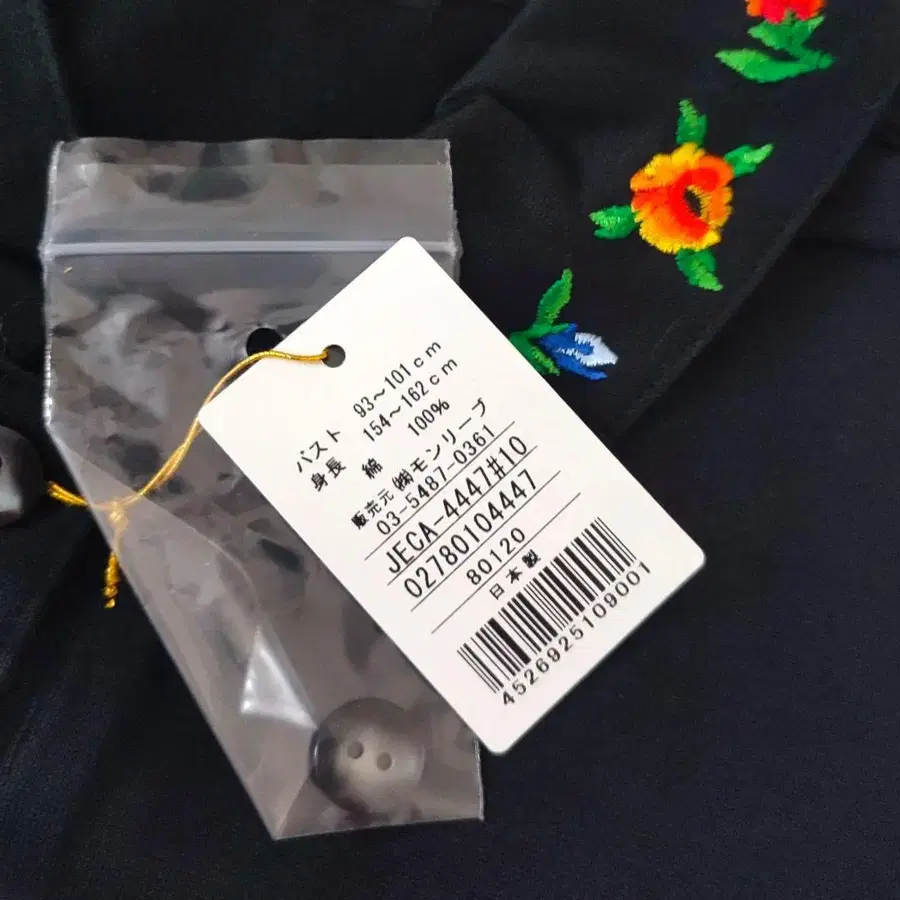 バスト 93〜101cm
身長 154〜162cm
綿 100%
販売元 ㈱モンリーブ
03-5487-0361
JECA-4447#10
02780104447
80120
日本製
4526925109001